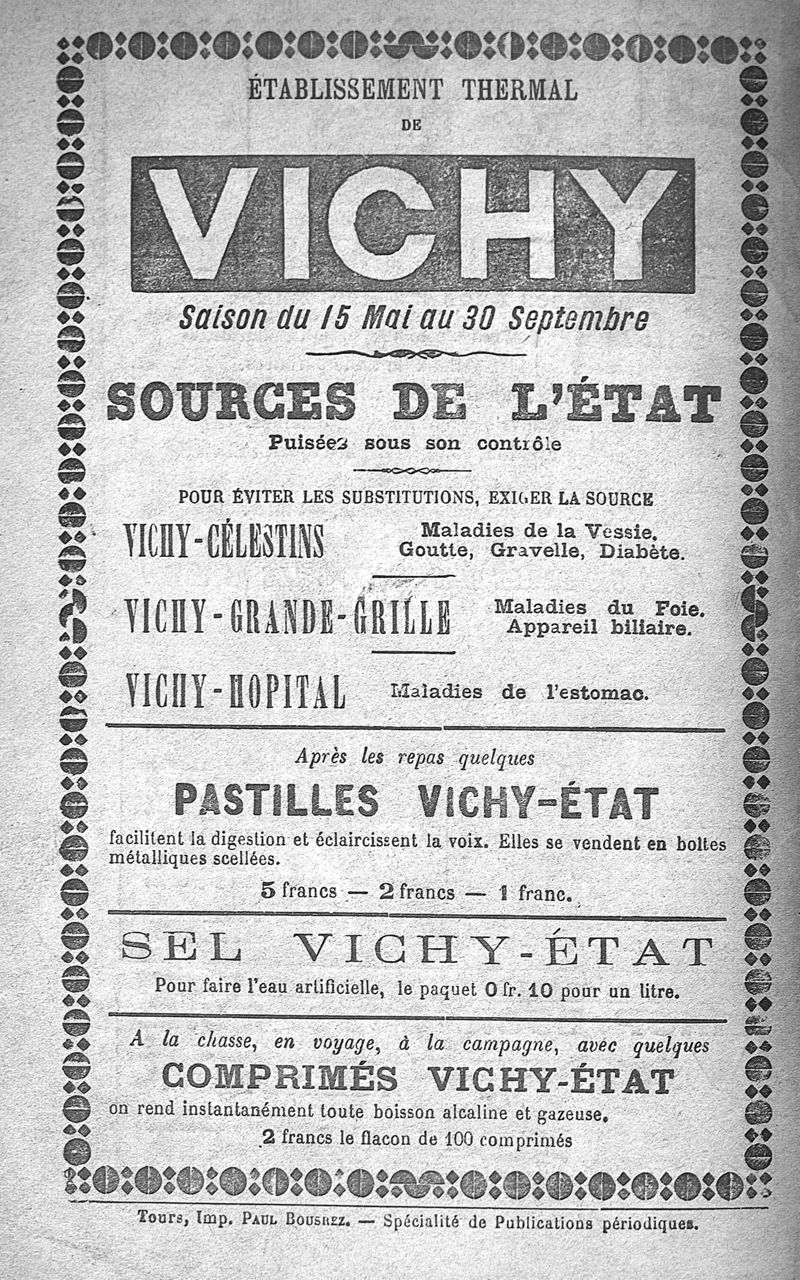 ÉTABLISSEMENT THERMAL
DE
VICHY
Saison du 15 Mai au 30 Septembre
SOURCES DE L'ÉTAT
Puisées sous son contrôle
POUR ÉVITER LES SUBSTITUTIONS, EXIGER LA SOURCE
VICHY-CÉLESTINS
Maladies de la Vessie.
Goutte, Gravelle, Diabète.
VICHY-GRANDE-GRILLE
Maladies du Foie.
Appareil biliaire.
VICHY-HOPITAL
Maladies de l'estomac.
Après les repas quelques
PASTILLES VICHY-ÉTAT
facilitent la digestion et éclaircissent la voix. Elles se vendent en boîtes
métalliques scellées.
5 francs — 2 francs — 1 franc.
SEL VICHY-ÉTAT
Pour faire l'eau artificielle, le paquet 0 fr. 10 pour un litre.
A la chasse, en voyage, à la campagne, avec quelques
COMPRIMÉS VICHY-ÉTAT
on rend instantanément toute boisson alcaline et gazeuse.
2 francs le flacon de 100 comprimés
Tours, Imp. PAUL BOUSREZ. — Spécialité de Publications périodiques.